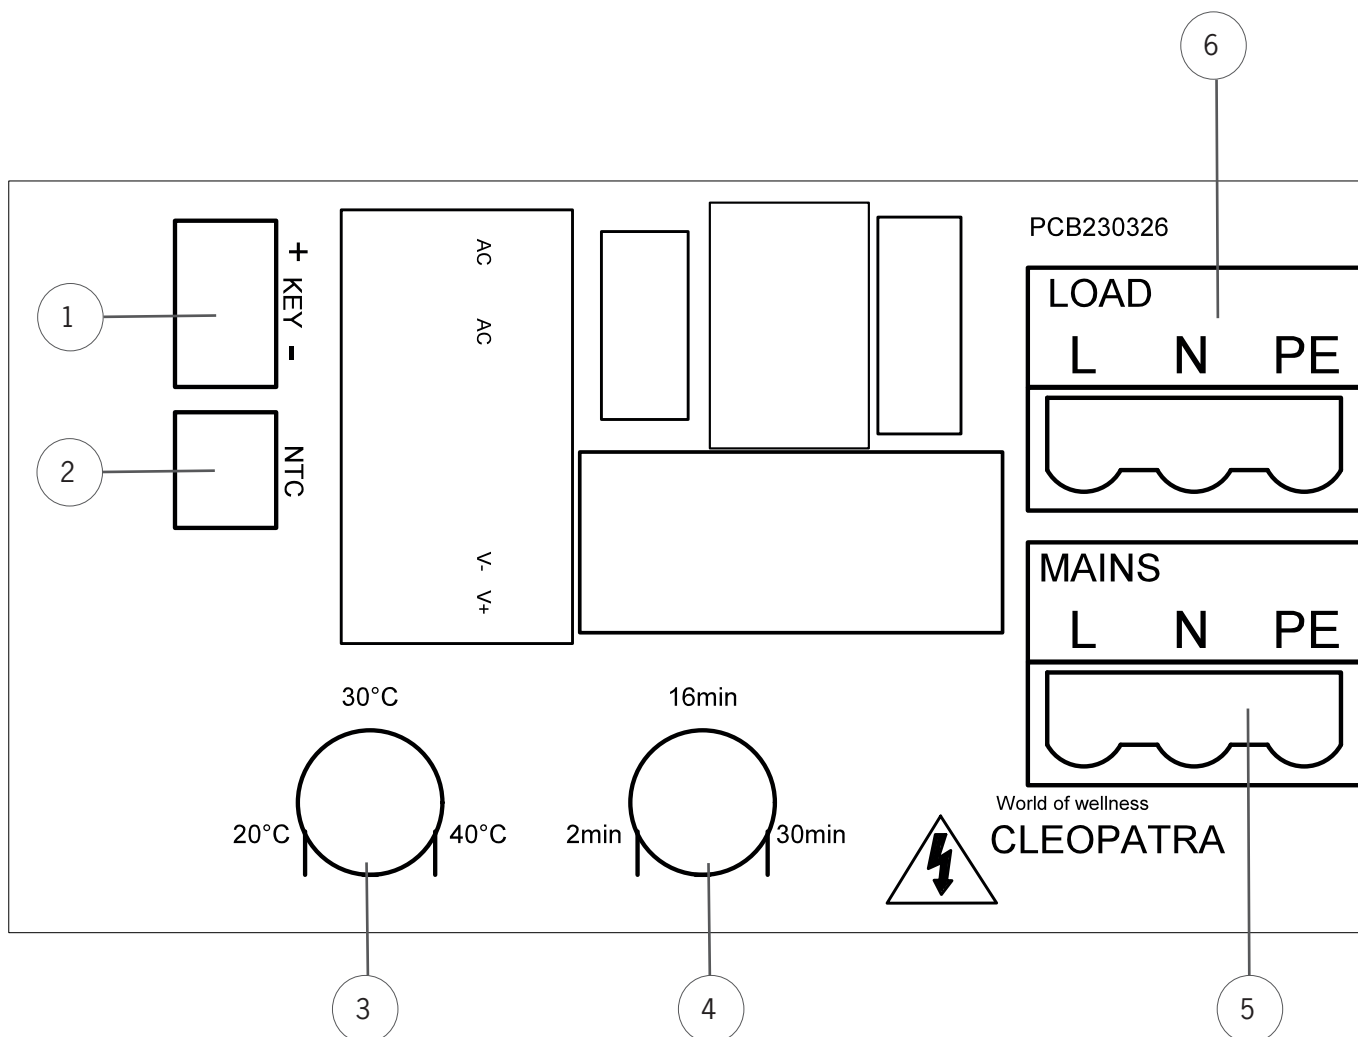 6
PCB230326
LOAD
L N PE
+ KEY -
1
AC
AC
NTC
2
V-
V+
MAINS
L N PE
30°C
20°C
40°C
16min
2min
30min
World of wellness
CLEOPATRA
3
4
5